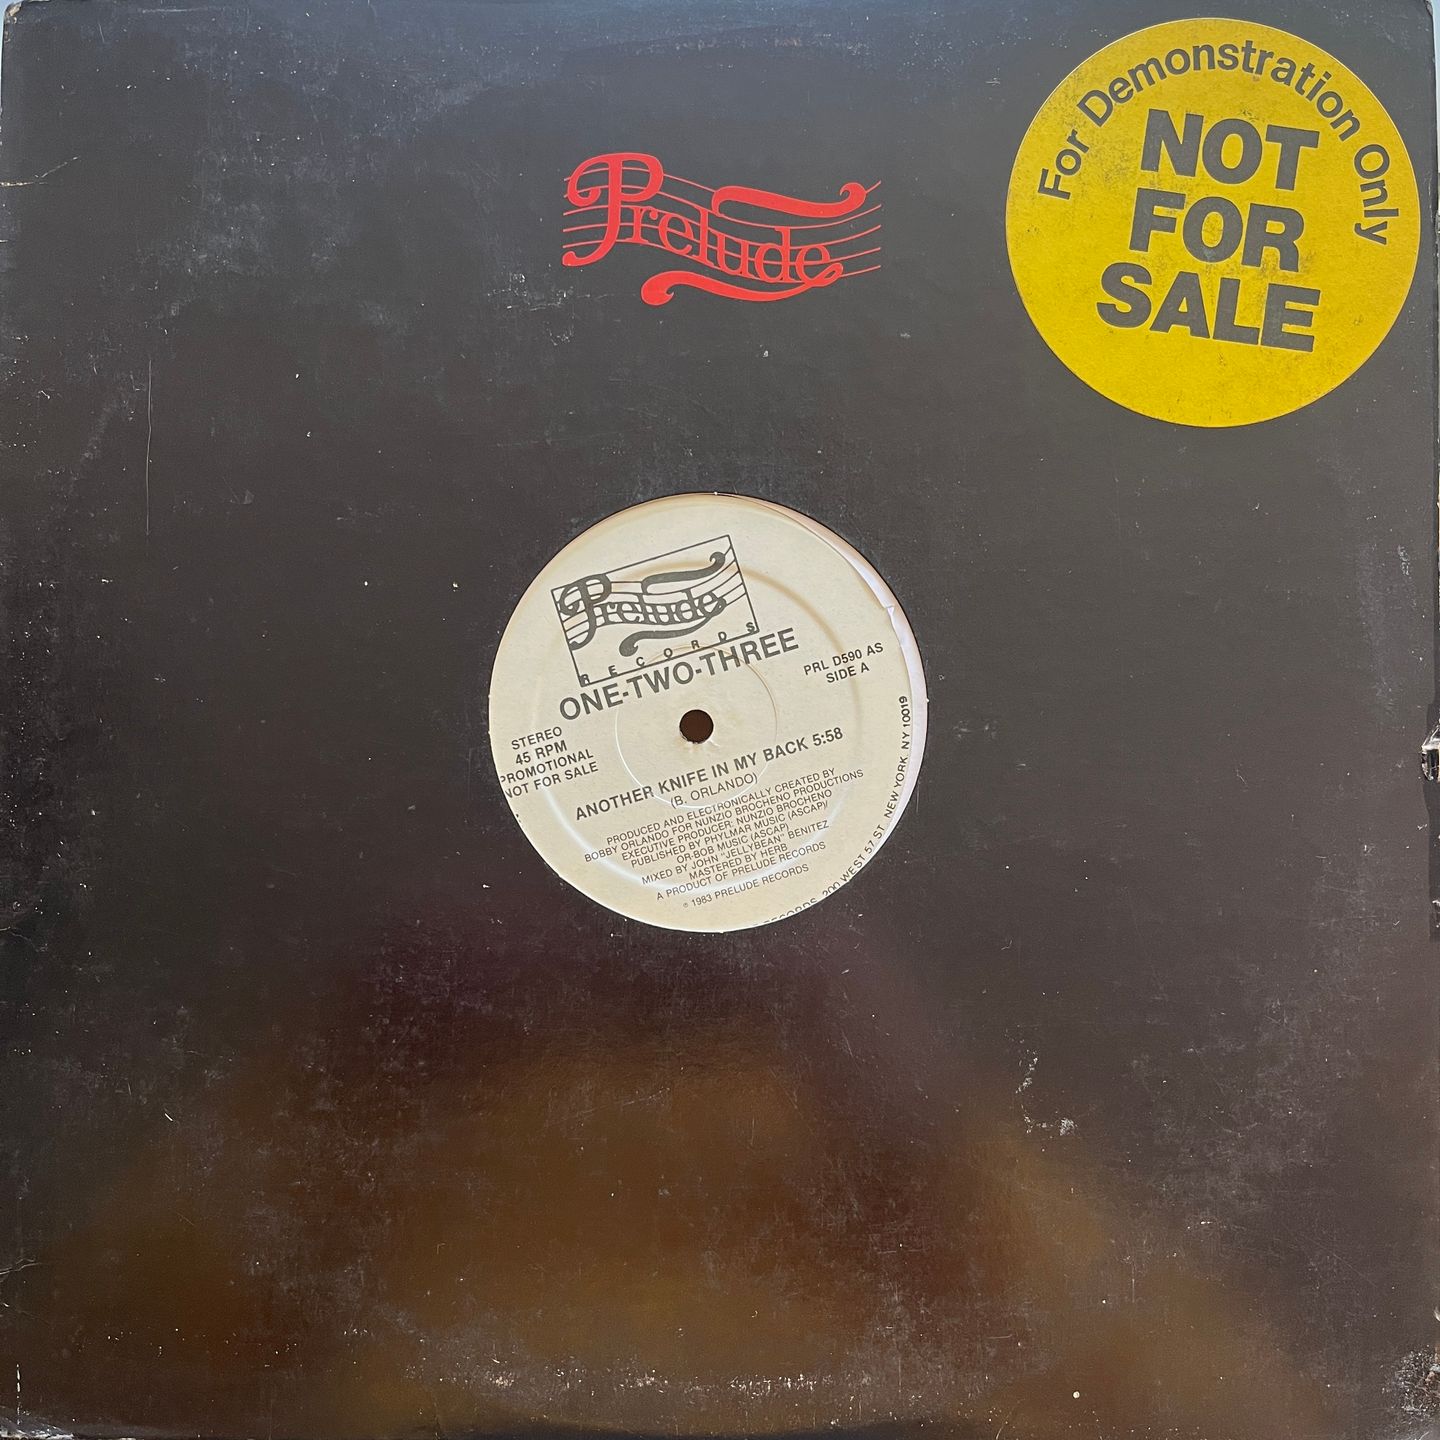 Prelude
For Demonstration Only
NOT
FOR
SALE
Prelude
RECORDS
ONE-TWO-THREE
PRL D590 AS
SIDE A
STEREO
45 RPM
PROMOTIONAL
NOT FOR SALE
ANOTHER KNIFE IN MY BACK 5:58
(B. ORLANDO)
PRODUCED AND ELECTRONICALLY CREATED BY
BOBBY ORLANDO FOR NUNZIO BROCHENO PRODUCTIONS
EXECUTIVE PRODUCER: NUNZIO BROCHENO
PUBLISHED BY PHYLMAR MUSIC (ASCAP)/
OR-BOB MUSIC (ASCAP)
MIXED BY JOHN "JELLYBEAN" BENITEZ
MASTERED BY HERB
A PRODUCT OF PRELUDE RECORDS
℗ 1983 PRELUDE RECORDS
RECORDS, 200 WEST 57 ST. NEW YORK, NY 10019